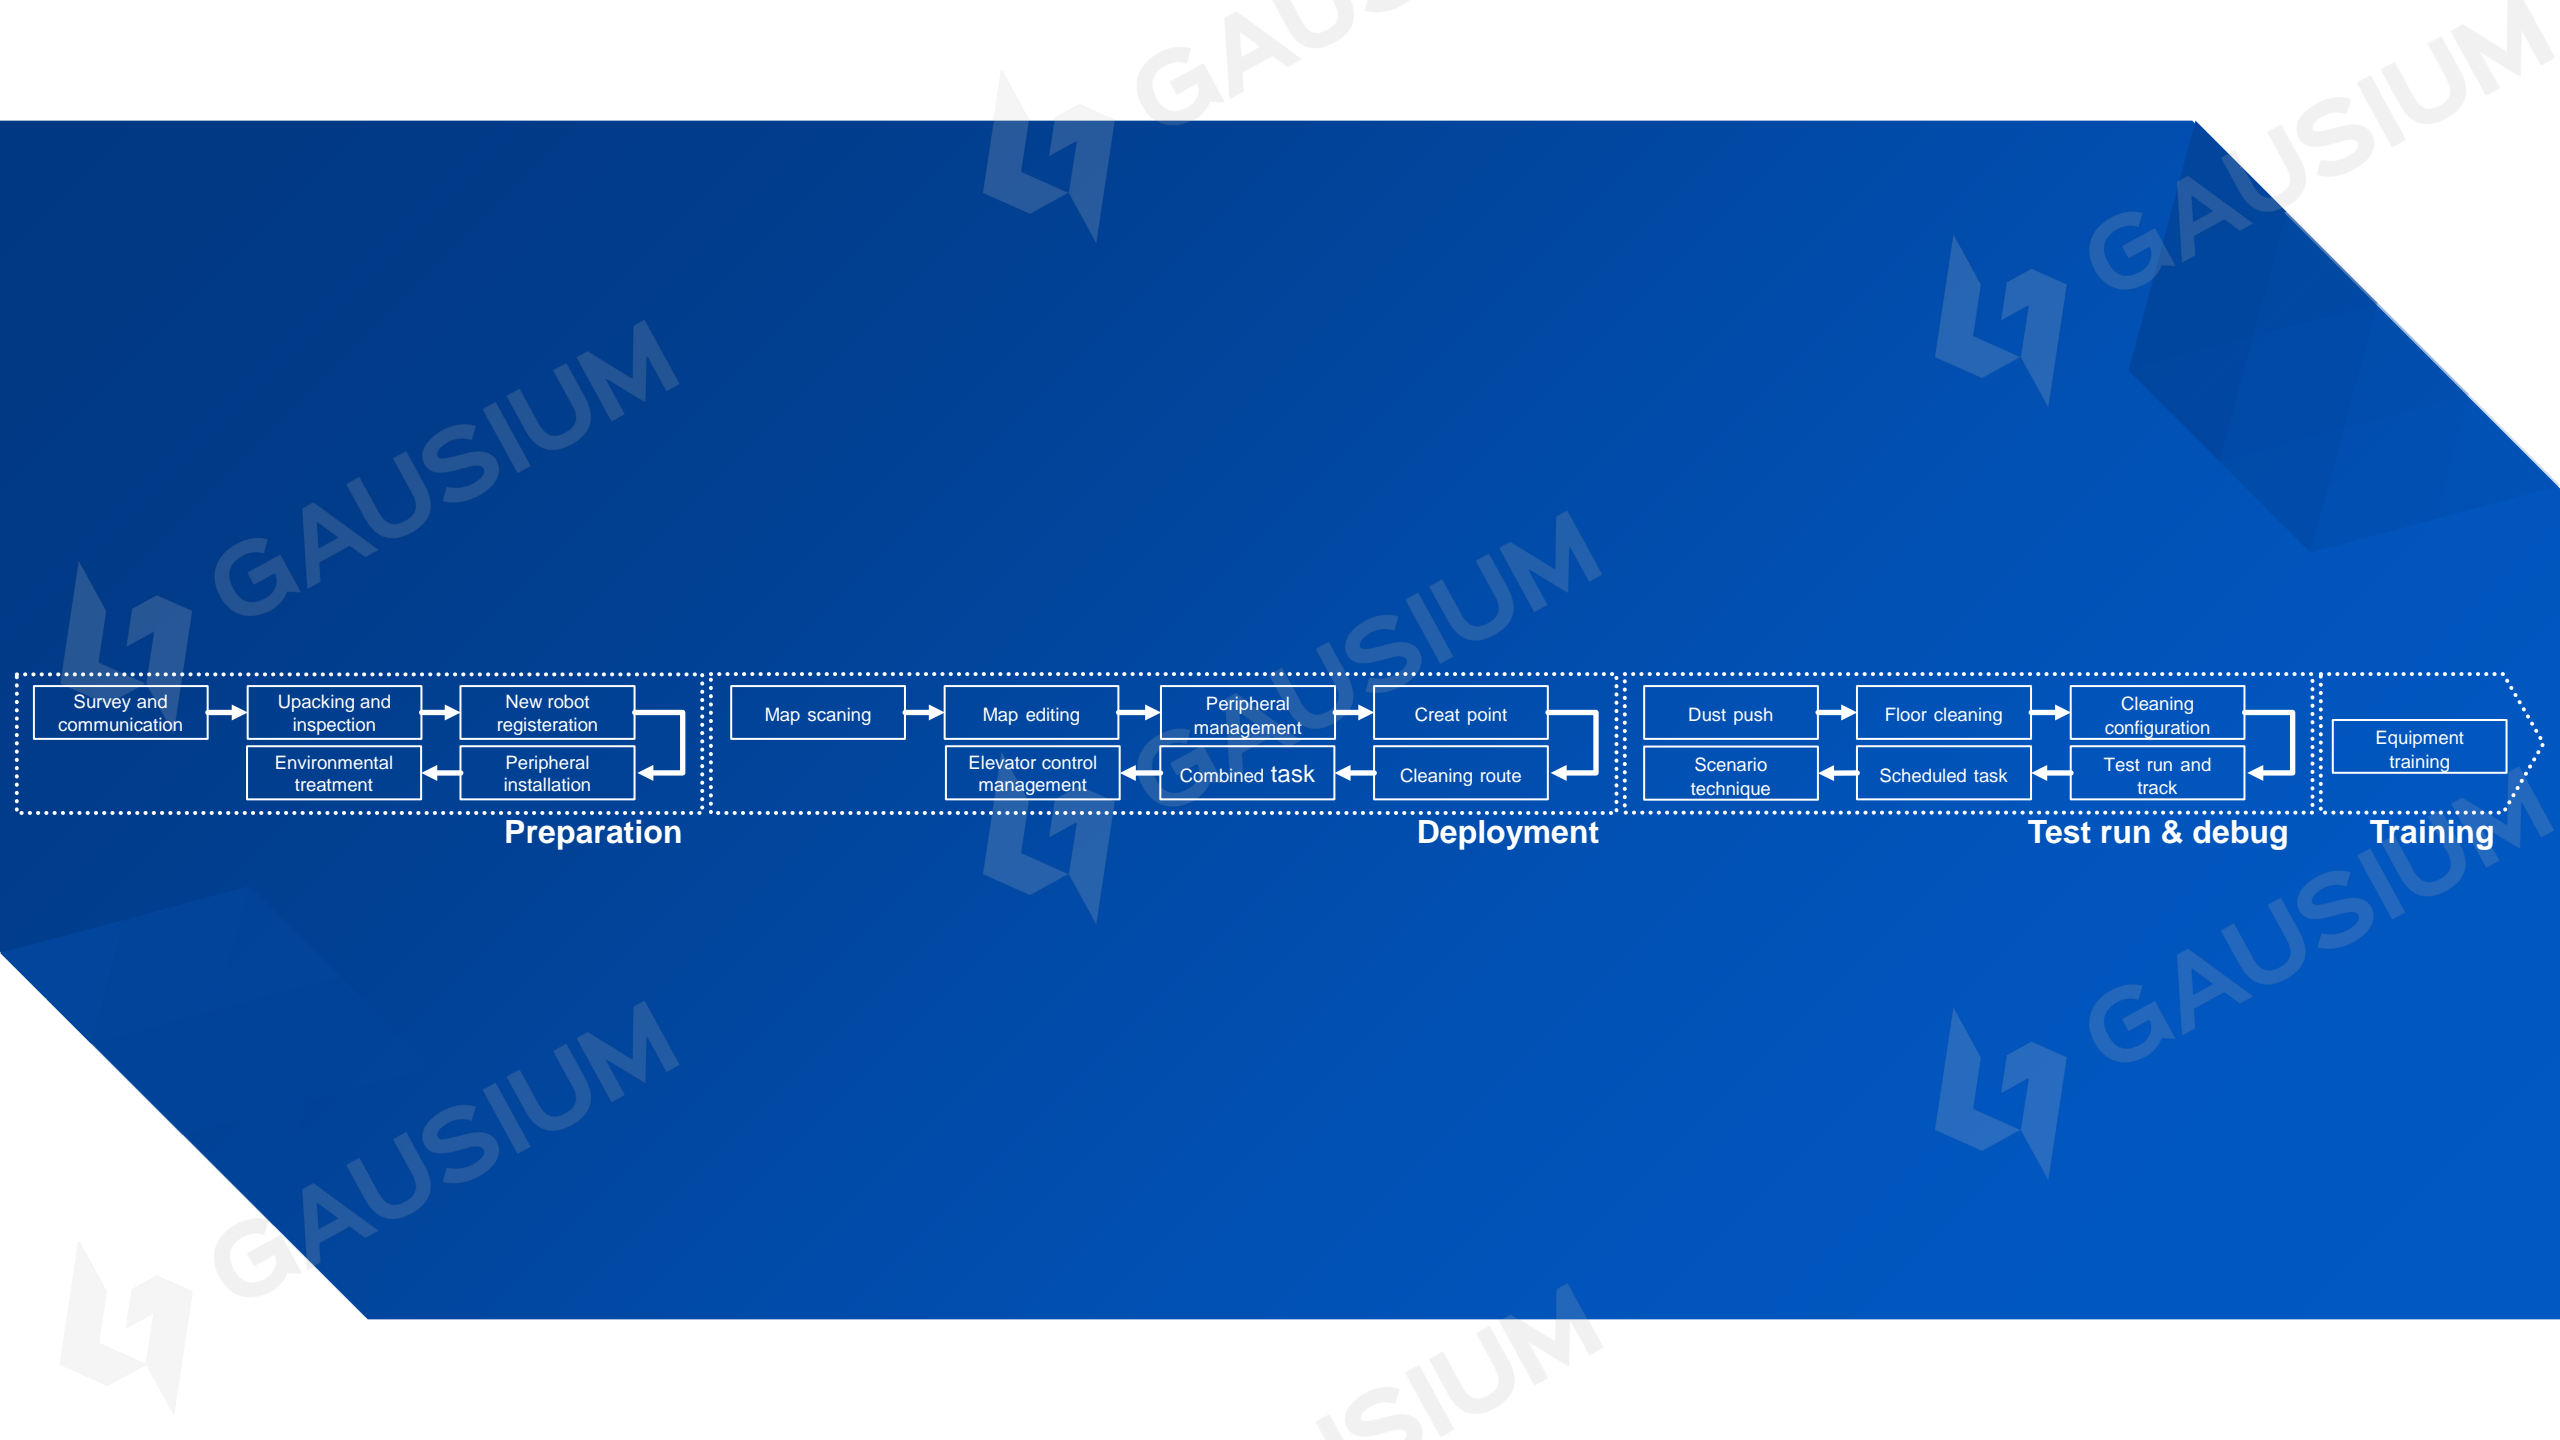 GAUSIUM
GAUSIUM
GAUSIUM
GAUSIUM
Survey and
communication
Upacking and
inspection
New robot
registeration
Peripheral
installation
Environmental
treatment
Preparation
Map scaning
Map editing
Peripheral
management
Creat point
Cleaning route
Combined task
Elevator control
management
Deployment
Dust push
Floor cleaning
Cleaning
configuration
Test run and
track
Scheduled task
Scenario
technique
Test run & debug
Equipment
training
Training
GAUSIUM
GAUSIUM